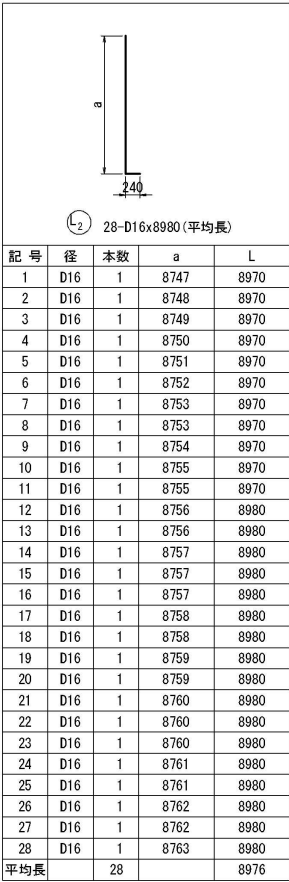 a
240
L2 28-D16x8980(平均長)
記 号 径 本数 a L
1 D16 1 8747 8970
2 D16 1 8748 8970
3 D16 1 8749 8970
4 D16 1 8750 8970
5 D16 1 8751 8970
6 D16 1 8752 8970
7 D16 1 8753 8970
8 D16 1 8753 8970
9 D16 1 8754 8970
10 D16 1 8755 8970
11 D16 1 8755 8970
12 D16 1 8756 8980
13 D16 1 8756 8980
14 D16 1 8757 8980
15 D16 1 8757 8980
16 D16 1 8757 8980
17 D16 1 8758 8980
18 D16 1 8758 8980
19 D16 1 8759 8980
20 D16 1 8759 8980
21 D16 1 8760 8980
22 D16 1 8760 8980
23 D16 1 8760 8980
24 D16 1 8761 8980
25 D16 1 8761 8980
26 D16 1 8762 8980
27 D16 1 8762 8980
28 D16 1 8763 8980
平均長 28 8976